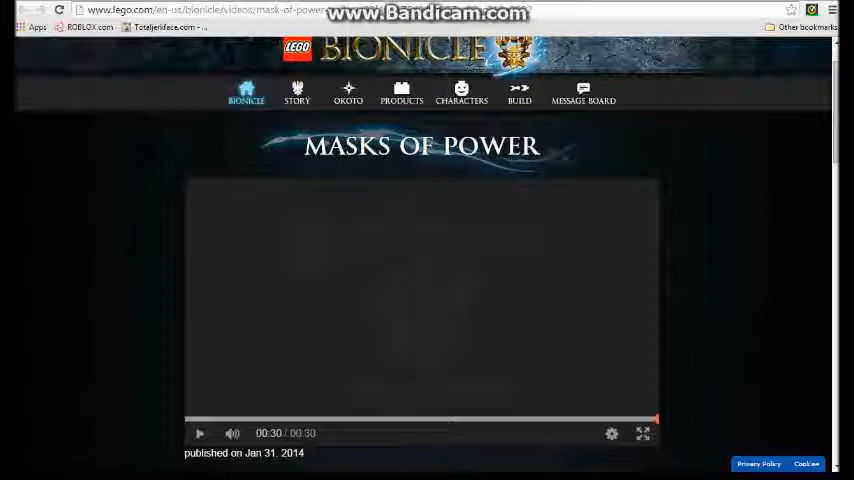 www.Bandicam.com
www.lego.com/en-us/bionicle/videos/mask-of-power
Apps ROBLOX.com Totaljerkface.com - ... Other bookmarks
LEGO BIONICLE
BIONICLE STORY OKOTO PRODUCTS CHARACTERS BUILD MESSAGE BOARD
MASKS OF POWER
00:30 / 00:30
published on Jan 31. 2014
Privacy Policy Cookies